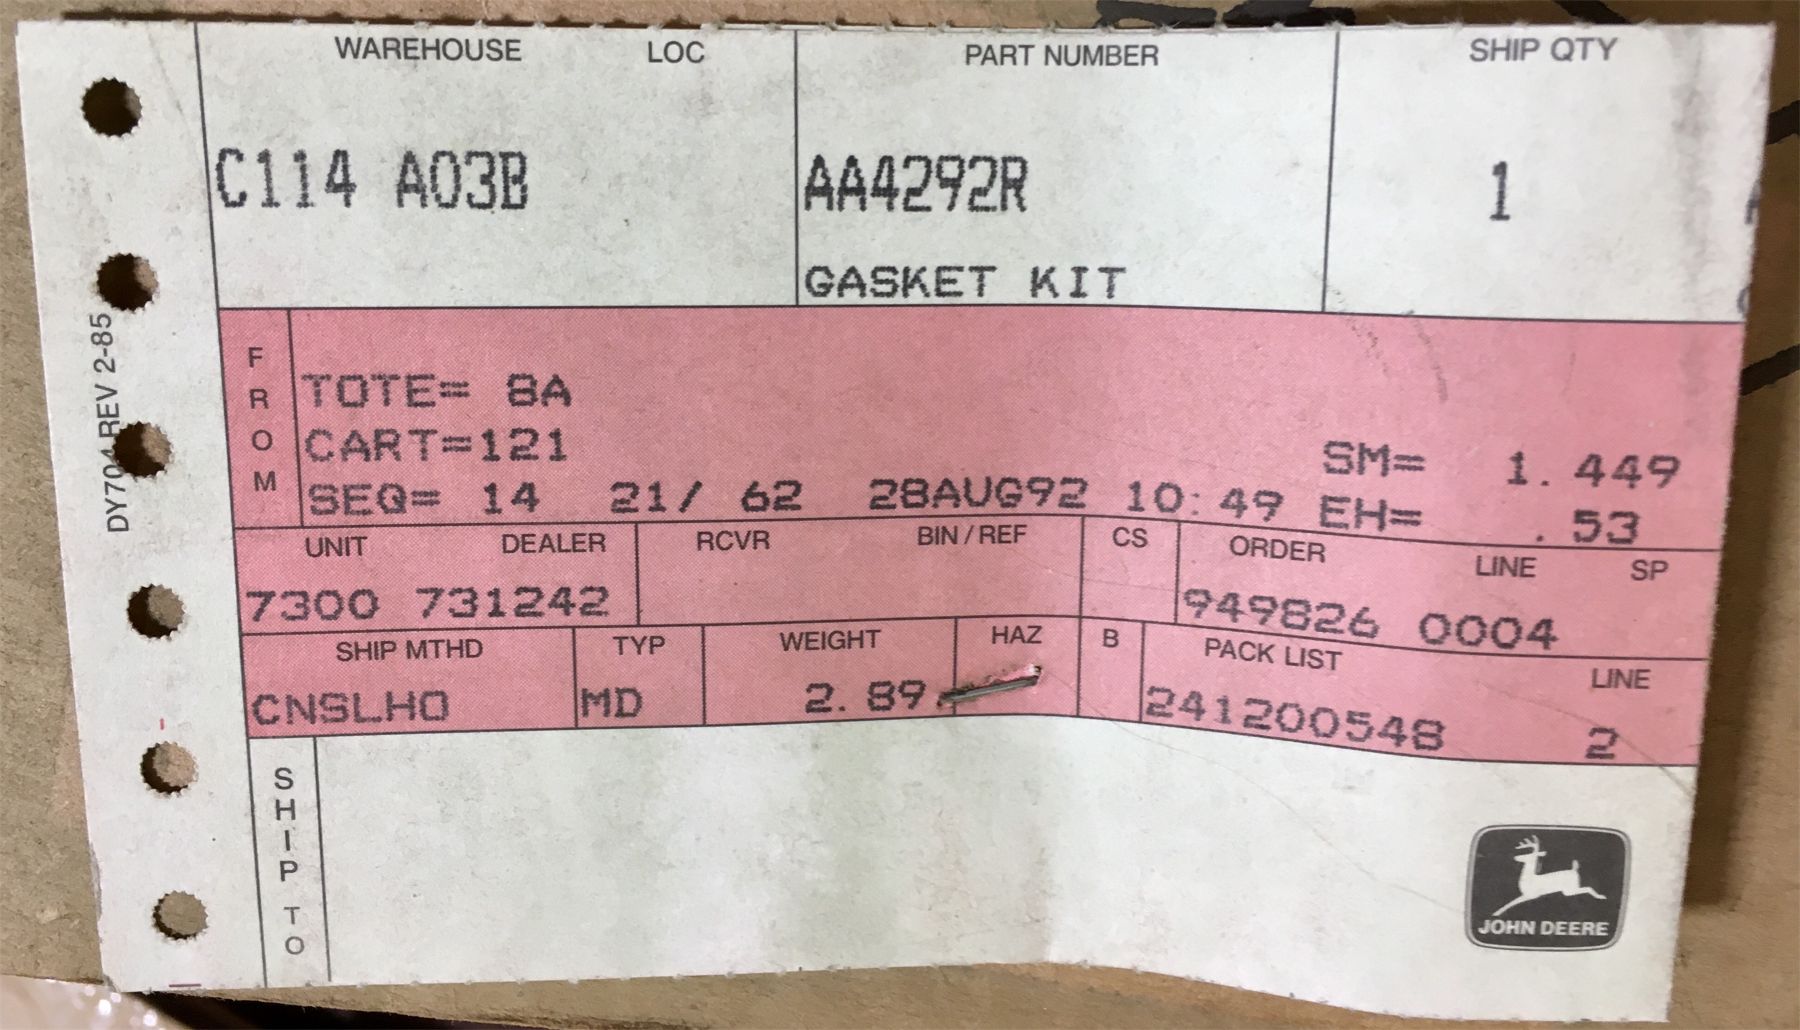 WAREHOUSE LOC PART NUMBER SHIP QTY
C114 A03B AA4292R 1
GASKET KIT
FROM
TOTE= 8A
CART=121 SM= 1.449
SEQ= 14 21/ 62 28AUG92 10:49 EH= .53
UNIT DEALER RCVR BIN/REF CS ORDER LINE SP
7300 731242 949826 0004
SHIP MTHD TYP WEIGHT HAZ B PACK LIST LINE
CNSLHO MD 2.89 241200548 2
SHIP TO
JOHN DEERE
DY704 REV 2-85